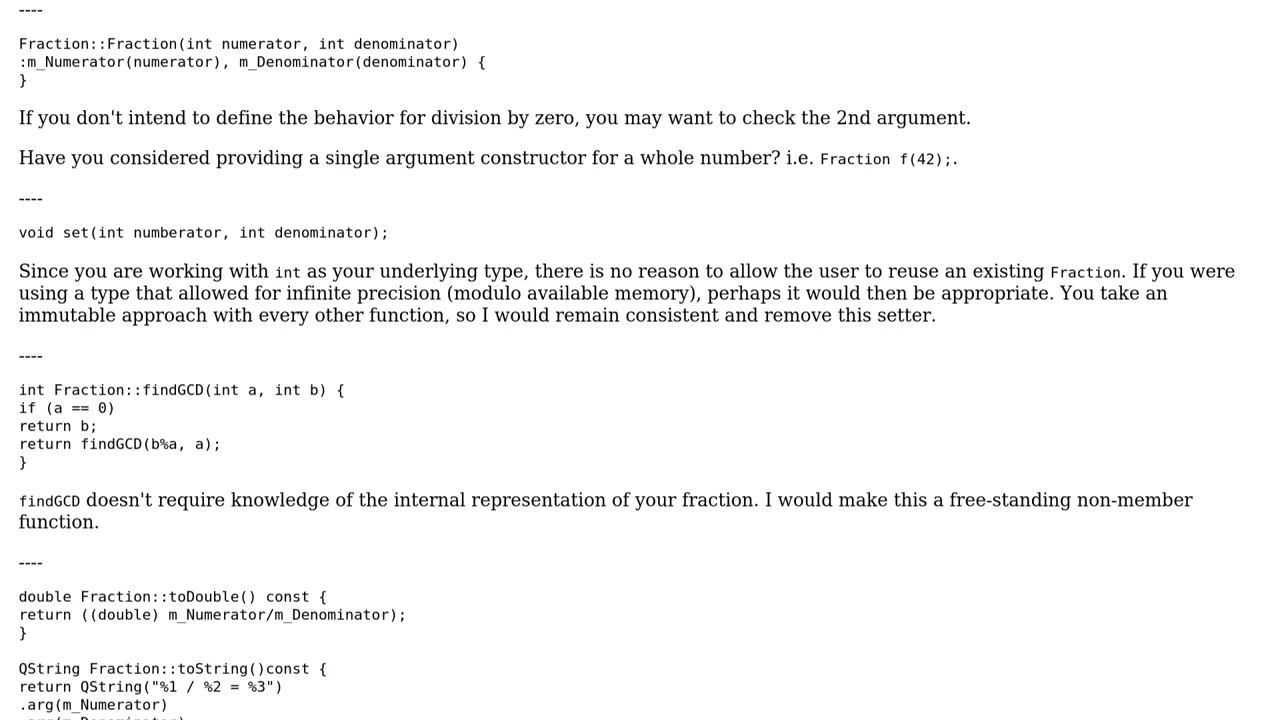 ----
Fraction::Fraction(int numerator, int denominator)
:m_Numerator(numerator), m_Denominator(denominator) {
}
If you don't intend to define the behavior for division by zero, you may want to check the 2nd argument.
Have you considered providing a single argument constructor for a whole number? i.e. Fraction f(42);.
----
void set(int numberator, int denominator);
Since you are working with int as your underlying type, there is no reason to allow the user to reuse an existing Fraction. If you were
using a type that allowed for infinite precision (modulo available memory), perhaps it would then be appropriate. You take an
immutable approach with every other function, so I would remain consistent and remove this setter.
----
int Fraction::findGCD(int a, int b) {
if (a == 0)
return b;
return findGCD(b%a, a);
}
findGCD doesn't require knowledge of the internal representation of your fraction. I would make this a free-standing non-member
function.
----
double Fraction::toDouble() const {
return ((double) m_Numerator/m_Denominator);
}
QString Fraction::toString()const {
return QString("%1 / %2 = %3")
.arg(m_Numerator)